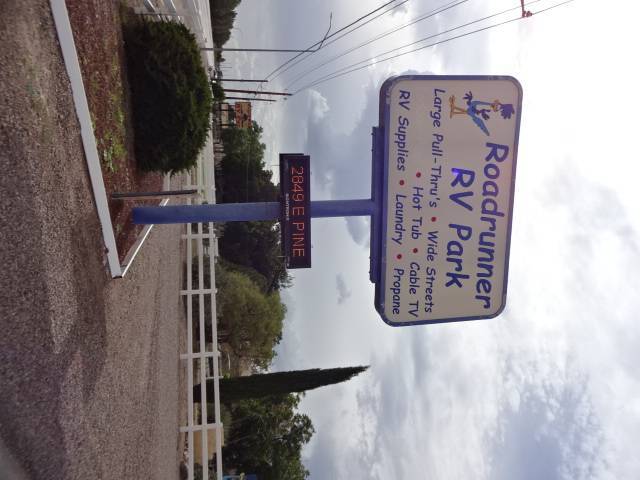 Roadrunner
RV Park
Large Pull-Thru's • Wide Streets
• Hot Tub • Cable TV
RV Supplies • Laundry • Propane
2849 E PINE